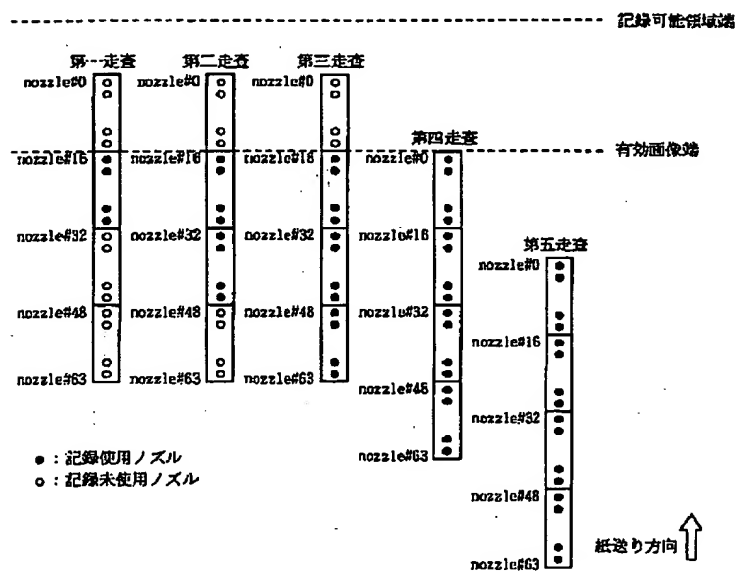 記録可能領域端
第一走査
第二走査
第三走査
nozzle#0
nozzle#0
nozzle#0
第四走査
有効画像端
nozzle#16
nozzle#16
nozzle#16
nozzle#0
nozzle#32
nozzle#32
nozzle#32
nozzle#16
第五走査
nozzle#0
nozzle#48
nozzle#48
nozzle#48
nozzle#32
nozzle#16
nozzle#63
nozzle#63
nozzle#63
nozzle#48
nozzle#32
● : 記録使用ノズル
nozzle#63
○ : 記録未使用ノズル
nozzle#48
紙送り方向
nozzle#63